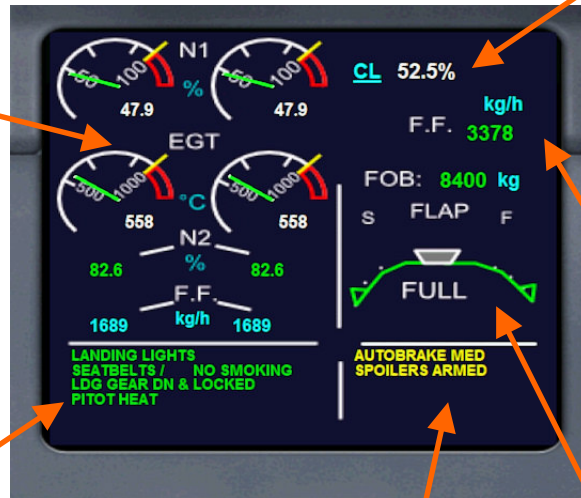 N1
50 100 50 100
%
47.9 47.9
CL 52.5%
kg/h
F.F. 3378
EGT
500 1000 500 1000
°C
558 558
FOB: 8400 kg
S FLAP F
FULL
N2
82.6 % 82.6
F.F.
1689 kg/h 1689
LANDING LIGHTS
SEATBELTS / NO SMOKING
LDG GEAR DN & LOCKED
PITOT HEAT
AUTOBRAKE MED
SPOILERS ARMED